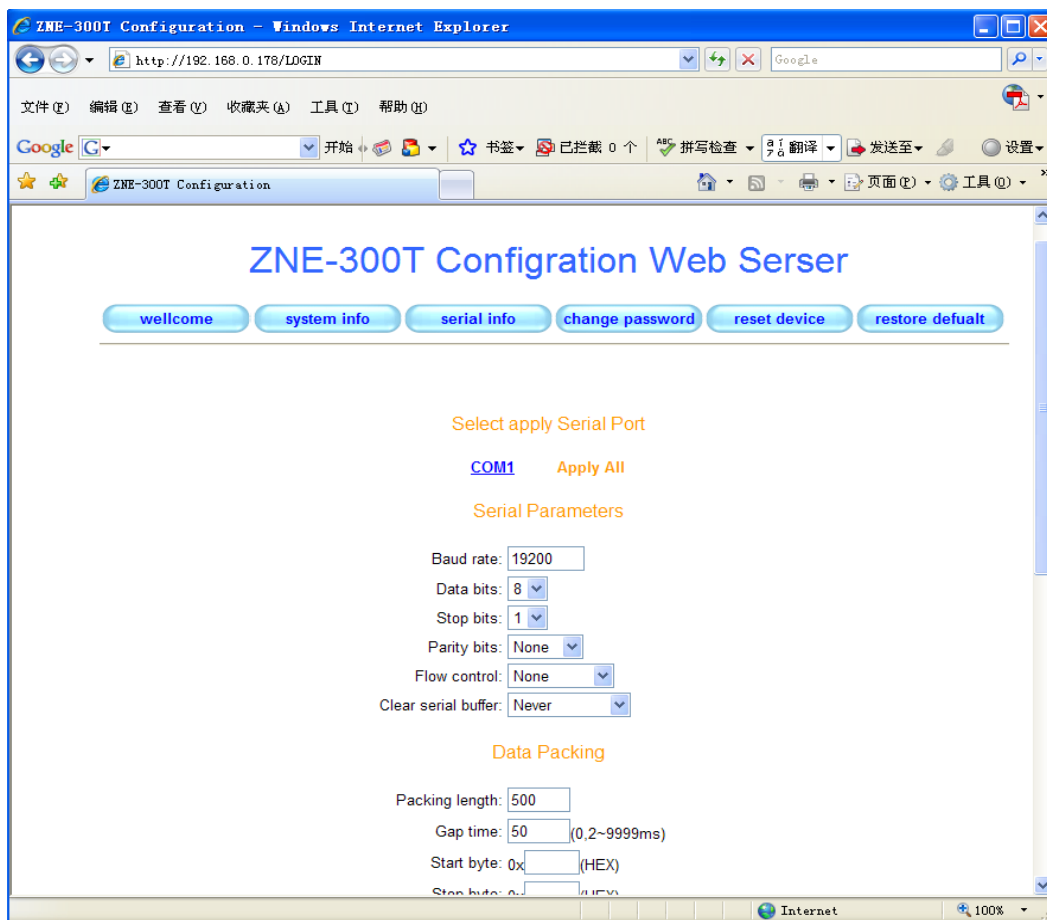 ZNE-300T Configuration - Windows Internet Explorer
http://192.168.0.178/LOGIN
Google
文件(F) 编辑(E) 查看(V) 收藏夹(A) 工具(T) 帮助(H)
Google G 开始 书签 已拦截 0 个 ABC 拼写检查 翻译 发送至 设置
ZNE-300T Configuration 页面(P) 工具(O) »
ZNE-300T Configration Web Serser
wellcome system info serial info change password reset device restore defualt
Select apply Serial Port
COM1 Apply All
Serial Parameters
Baud rate: 19200
Data bits: 8
Stop bits: 1
Parity bits: None
Flow control: None
Clear serial buffer: Never
Data Packing
Packing length: 500
Gap time: 50 (0,2~9999ms)
Start byte: 0x (HEX)
Stop byte: 0x (HEX)
Internet 100%